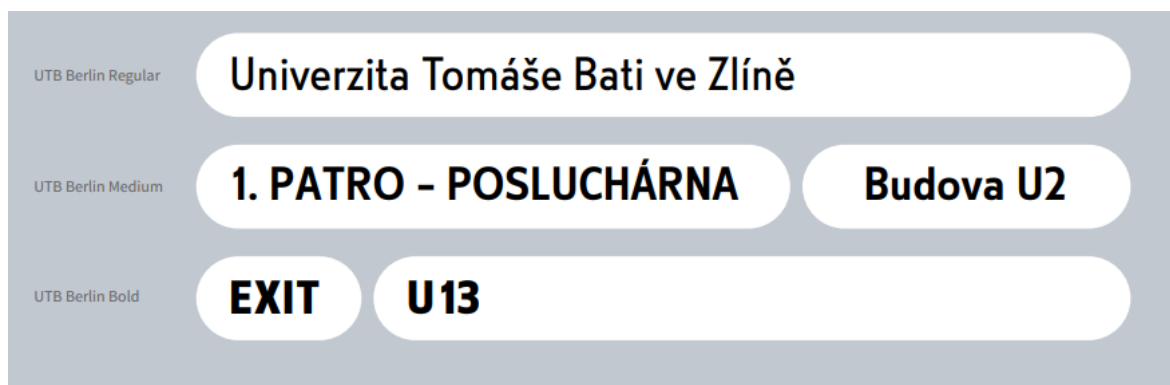 UTB Berlin Regular Univerzita Tomáše Bati ve Zlíně
UTB Berlin Medium 1. PATRO – POSLUCHÁRNA Budova U2
UTB Berlin Bold EXIT U13